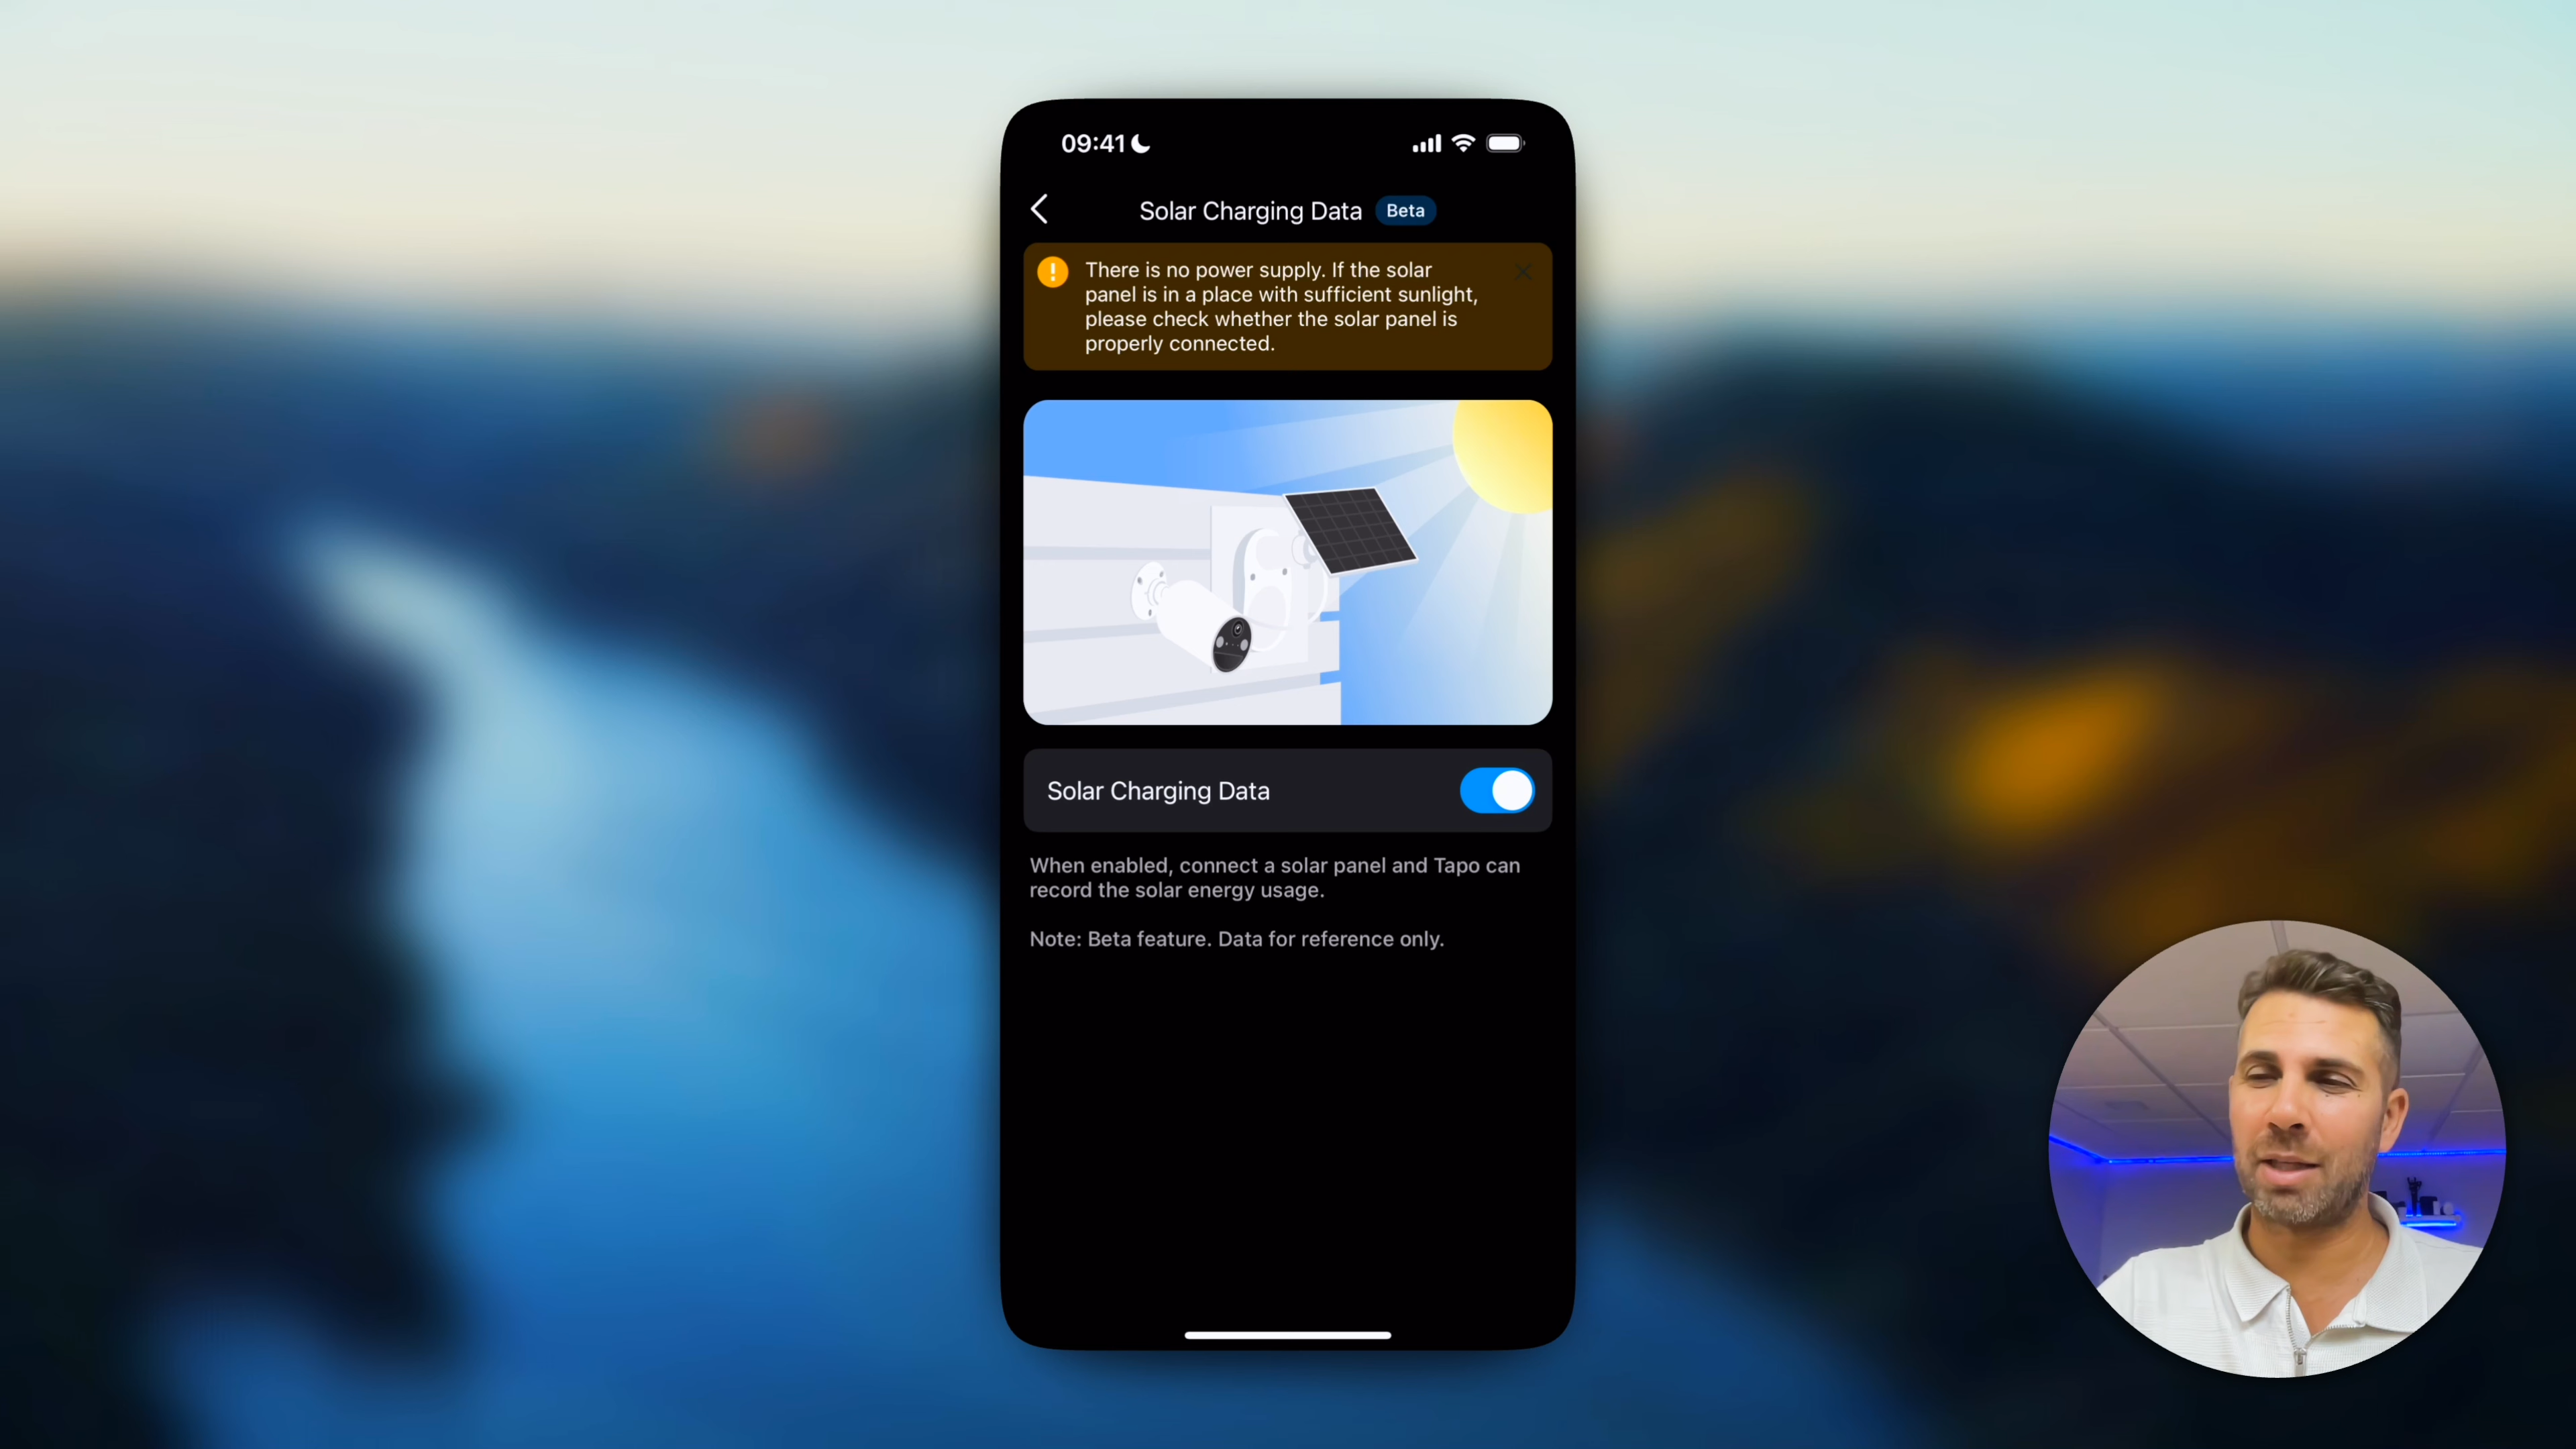 09:41
Solar Charging Data Beta
There is no power supply. If the solar
panel is in a place with sufficient sunlight,
please check whether the solar panel is
properly connected.
Solar Charging Data
When enabled, connect a solar panel and Tapo can
record the solar energy usage.
Note: Beta feature. Data for reference only.